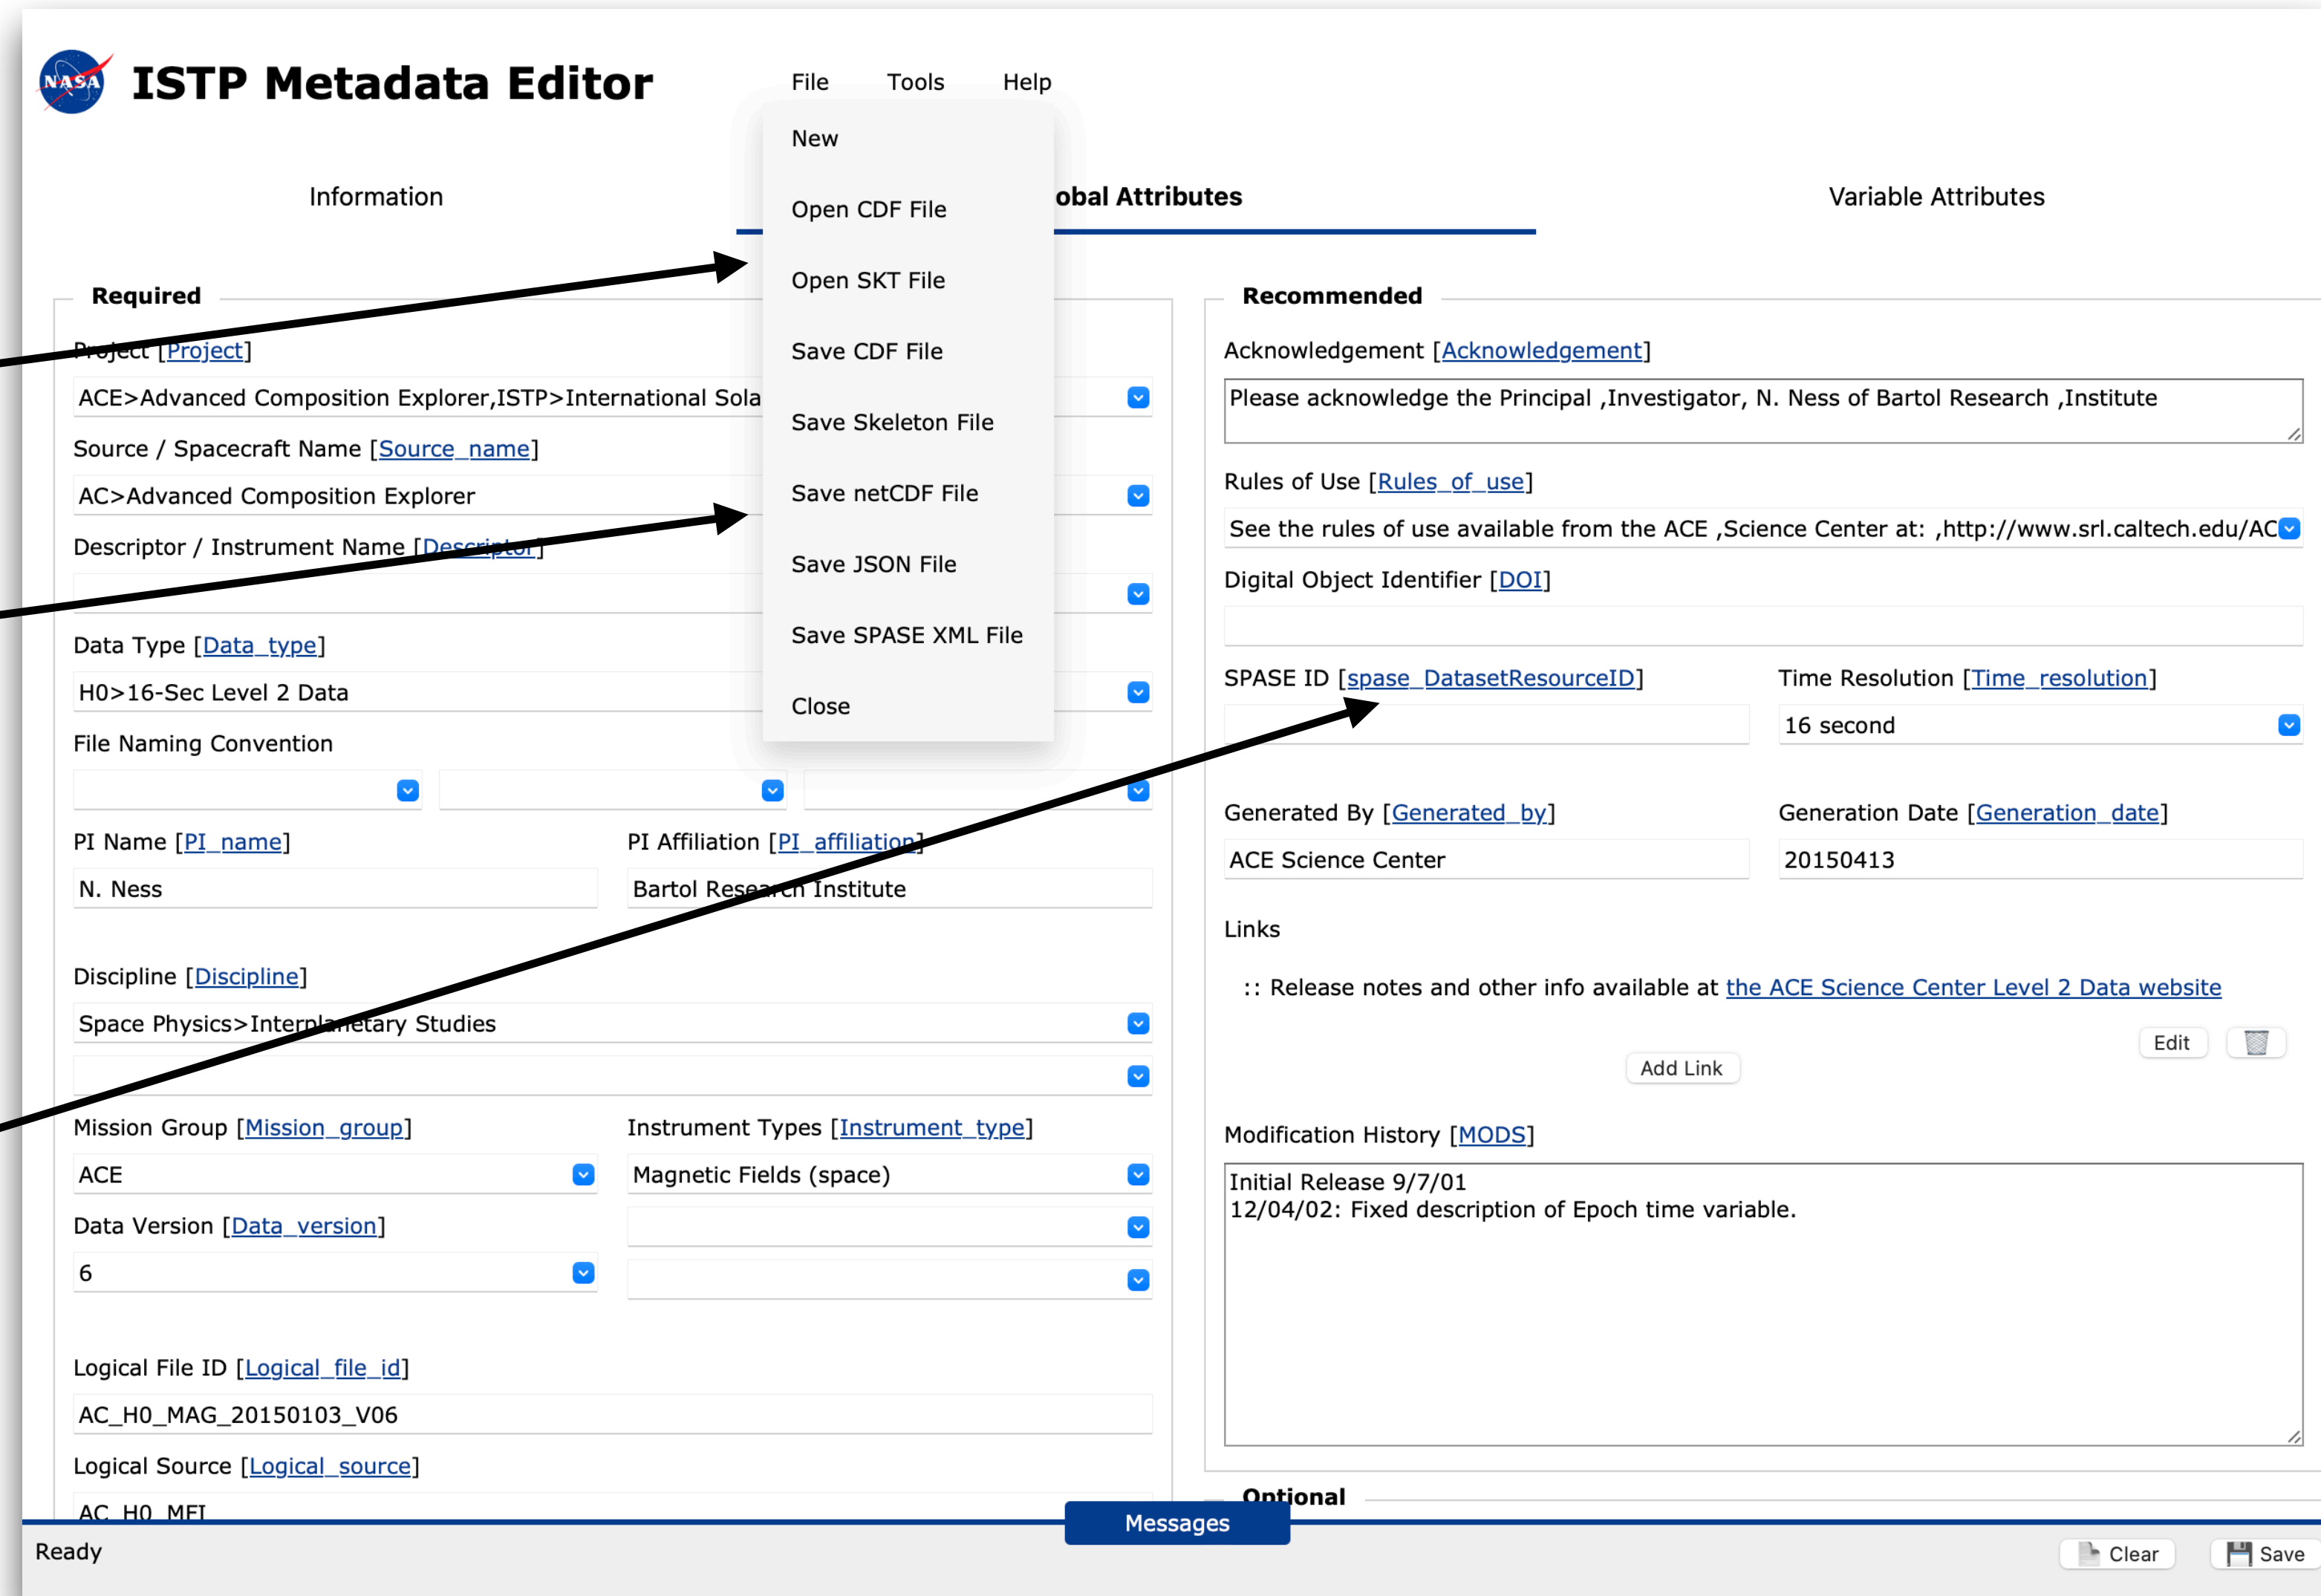 NASA
ISTP Metadata Editor
File Tools Help
New
Open CDF File
Open SKT File
Save CDF File
Save Skeleton File
Save netCDF File
Save JSON File
Save SPASE XML File
Close
Information
obal Attributes
Variable Attributes
Required
Project [Project]
ACE>Advanced Composition Explorer,ISTP>International Sola
Source / Spacecraft Name [Source_name]
AC>Advanced Composition Explorer
Descriptor / Instrument Name [Descriptor]
Data Type [Data_type]
H0>16-Sec Level 2 Data
File Naming Convention
PI Name [PI_name] PI Affiliation [PI_affiliation]
N. Ness Bartol Research Institute
Discipline [Discipline]
Space Physics>Interplanetary Studies
Mission Group [Mission_group] Instrument Types [Instrument_type]
ACE Magnetic Fields (space)
Data Version [Data_version]
6
Logical File ID [Logical_file_id]
AC_H0_MAG_20150103_V06
Logical Source [Logical_source]
AC_H0_MFI
Recommended
Acknowledgement [Acknowledgement]
Please acknowledge the Principal ,Investigator, N. Ness of Bartol Research ,Institute
Rules of Use [Rules_of_use]
See the rules of use available from the ACE ,Science Center at: ,http://www.srl.caltech.edu/AC
Digital Object Identifier [DOI]
SPASE ID [spase_DatasetResourceID] Time Resolution [Time_resolution]
16 second
Generated By [Generated_by] Generation Date [Generation_date]
ACE Science Center 20150413
Links
:: Release notes and other info available at the ACE Science Center Level 2 Data website
Edit
Add Link
Modification History [MODS]
Initial Release 9/7/01
12/04/02: Fixed description of Epoch time variable.
Optional
Messages
Ready
Clear Save